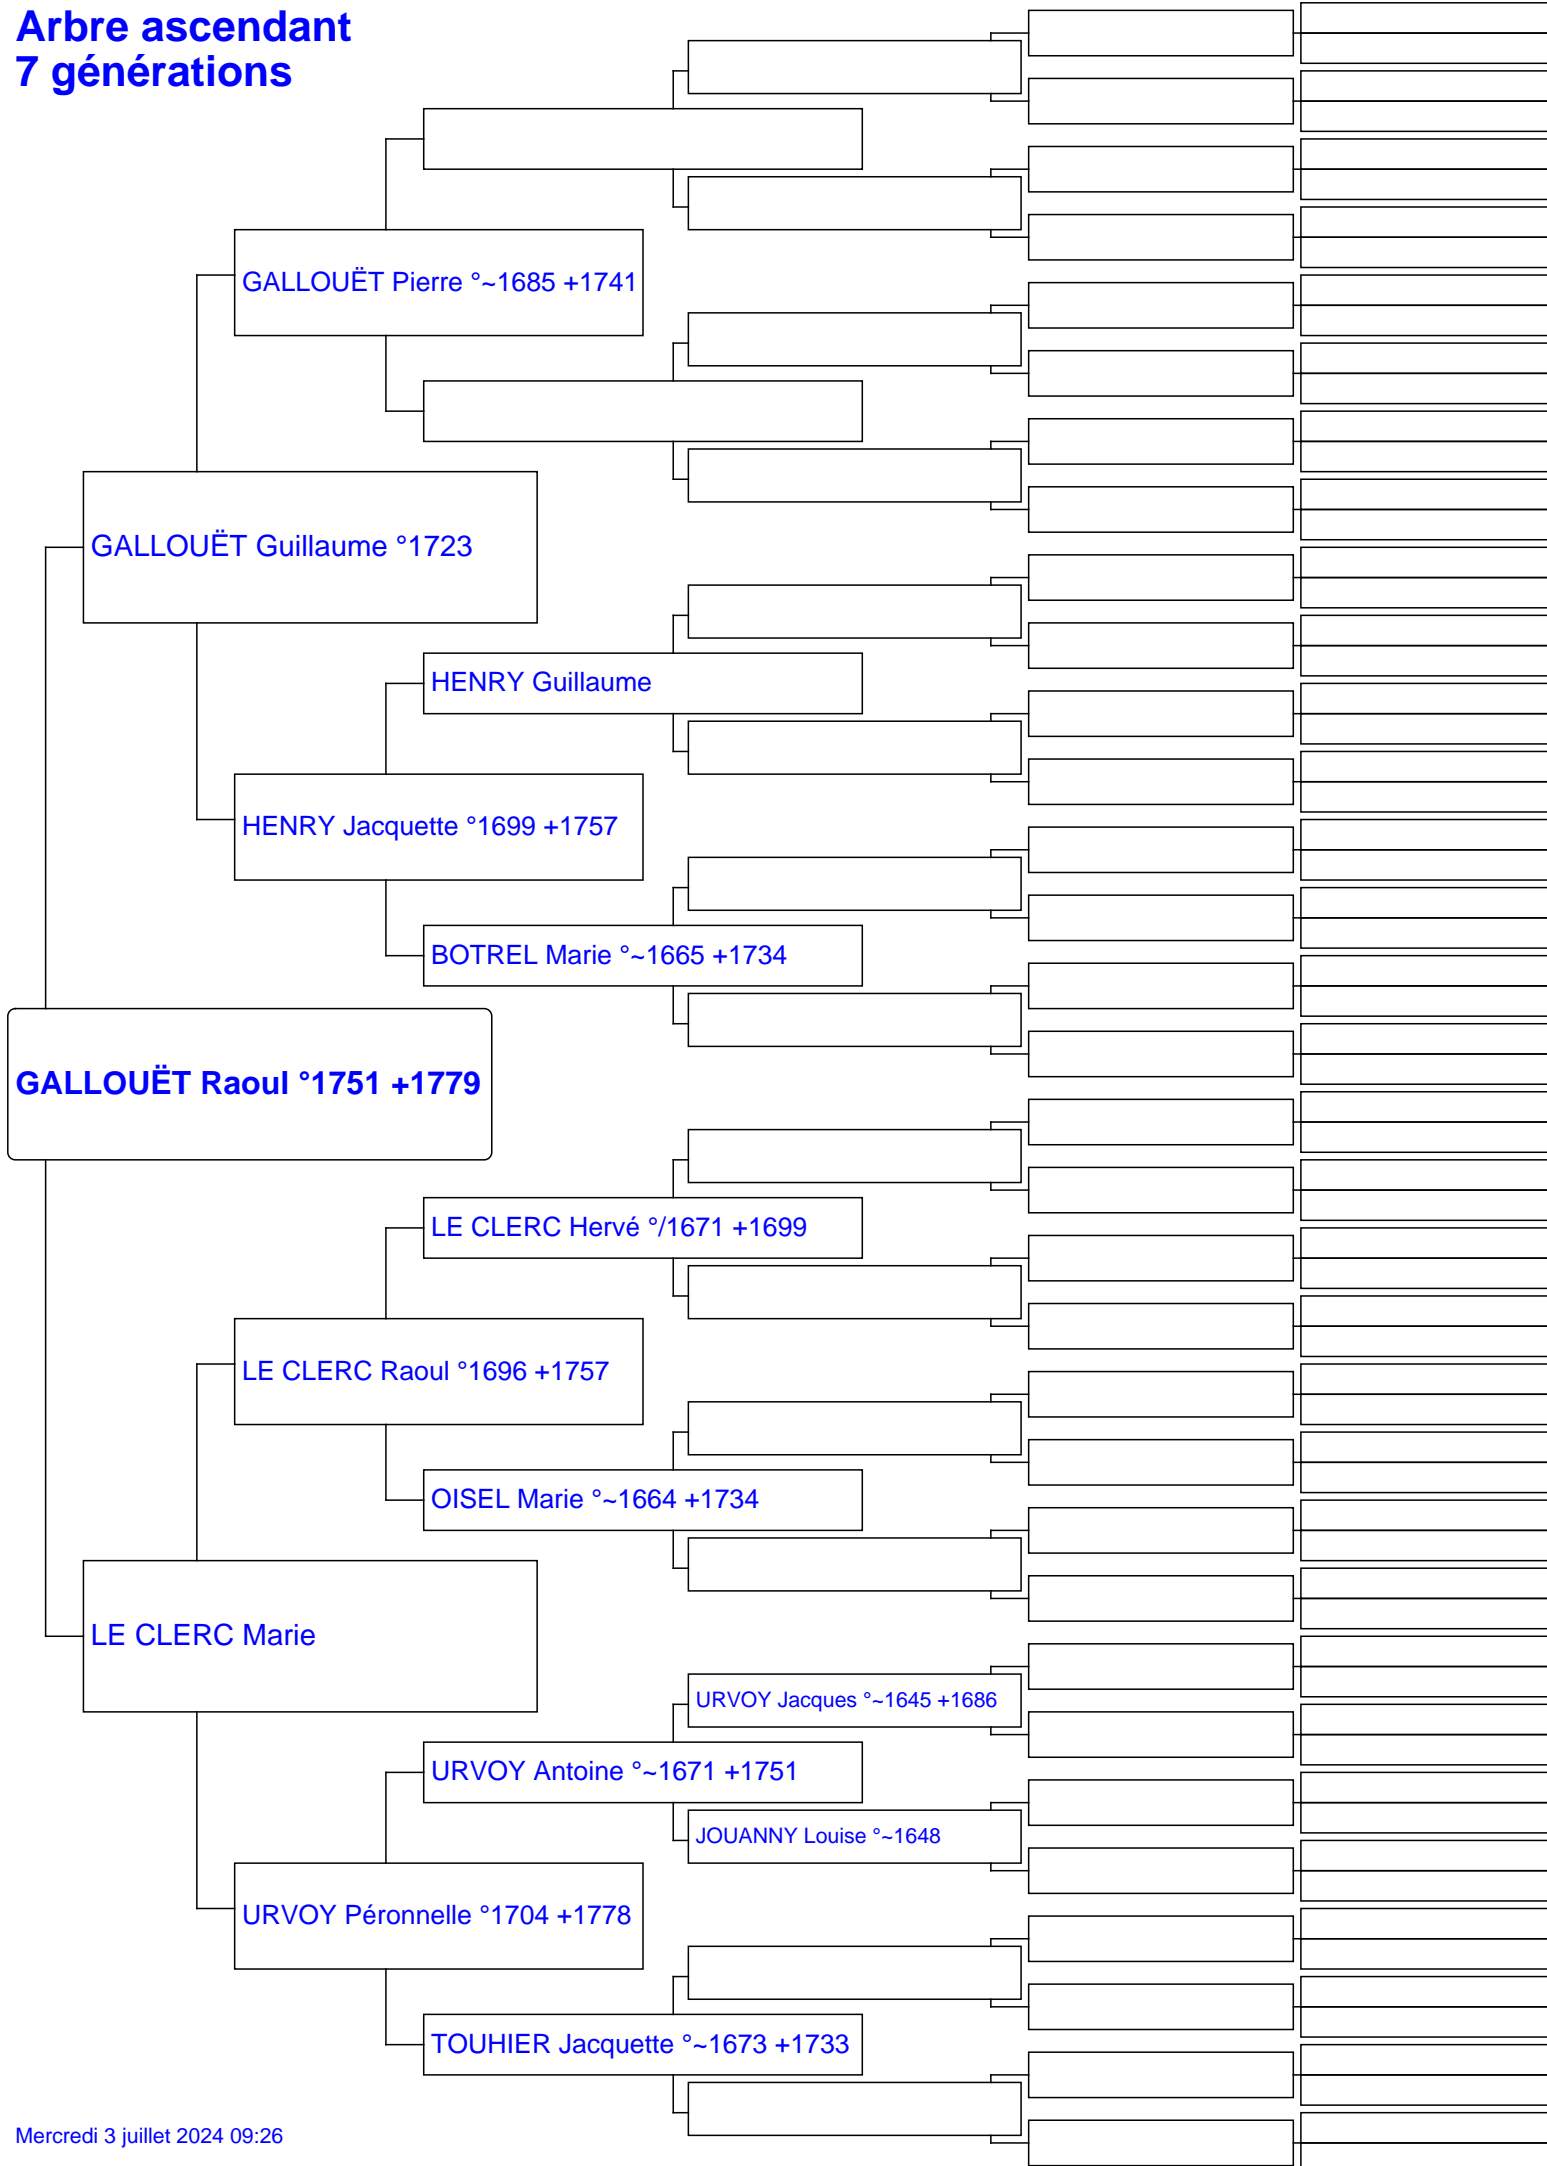 Arbre ascendant
7 générations
GALLOUËT Pierre °~1685 +1741
GALLOUËT Guillaume °1723
HENRY Guillaume
HENRY Jacquette °1699 +1757
BOTREL Marie °~1665 +1734
GALLOUËT Raoul °1751 +1779
LE CLERC Hervé °/1671 +1699
LE CLERC Raoul °1696 +1757
OISEL Marie °~1664 +1734
LE CLERC Marie
URVOY Jacques °~1645 +1686
URVOY Antoine °~1671 +1751
JOUANNY Louise °~1648
URVOY Péronnelle °1704 +1778
TOUHIER Jacquette °~1673 +1733
Mercredi 3 juillet 2024 09:26